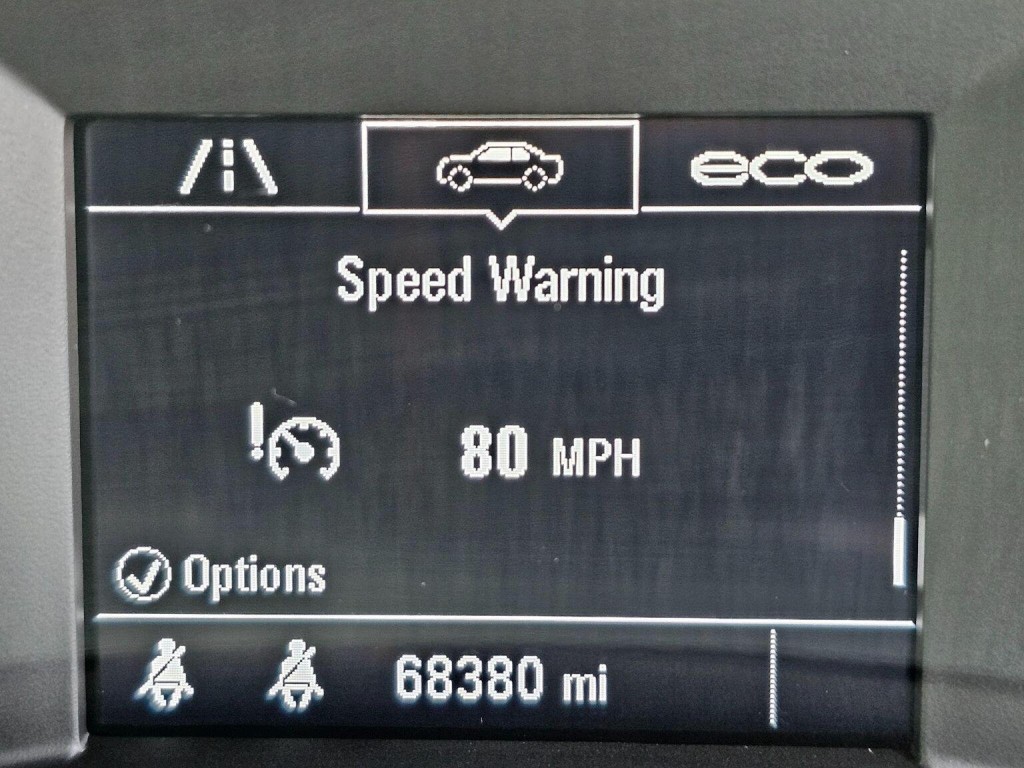 eco
Speed Warning
80 MPH
Options
68380 mi